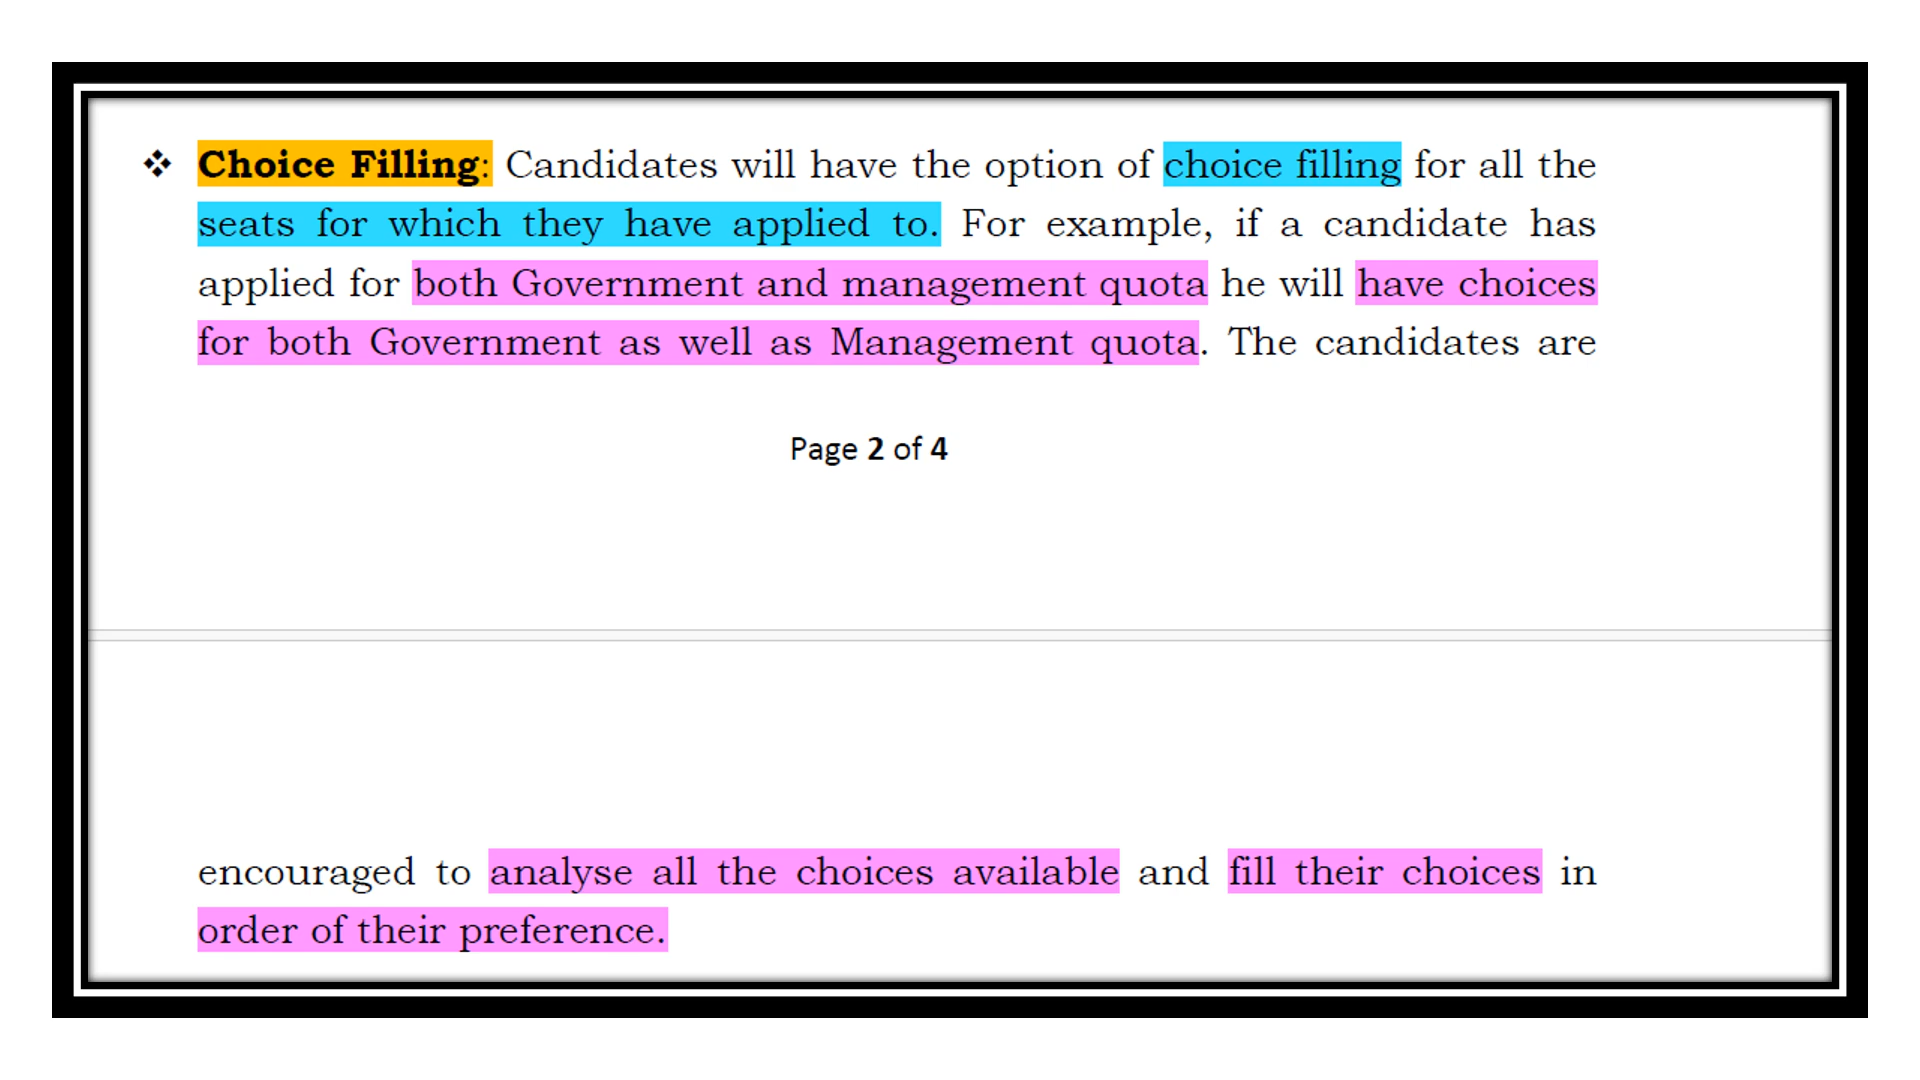 ❖ Choice Filling: Candidates will have the option of choice filling for all the
seats for which they have applied to. For example, if a candidate has
applied for both Government and management quota he will have choices
for both Government as well as Management quota. The candidates are
Page 2 of 4
encouraged to analyse all the choices available and fill their choices in
order of their preference.